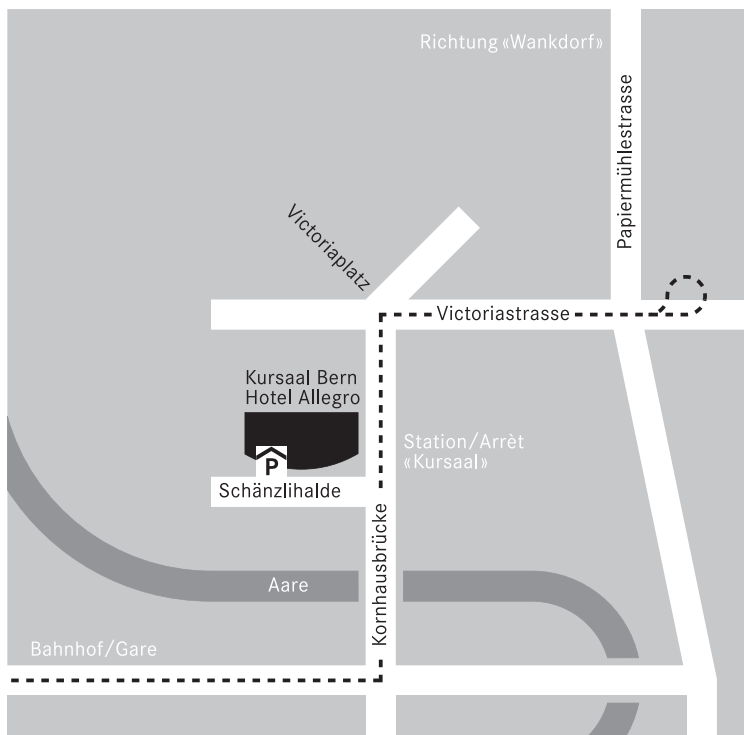 Richtung «Wankdorf»
Papiermühlestrasse
Victoriaplatz
Victoriastrasse
Kursaal Bern
Hotel Allegro
P
Station/Arrèt
«Kursaal»
Schänzlihalde
Kornhausbrücke
Aare
Bahnhof/Gare